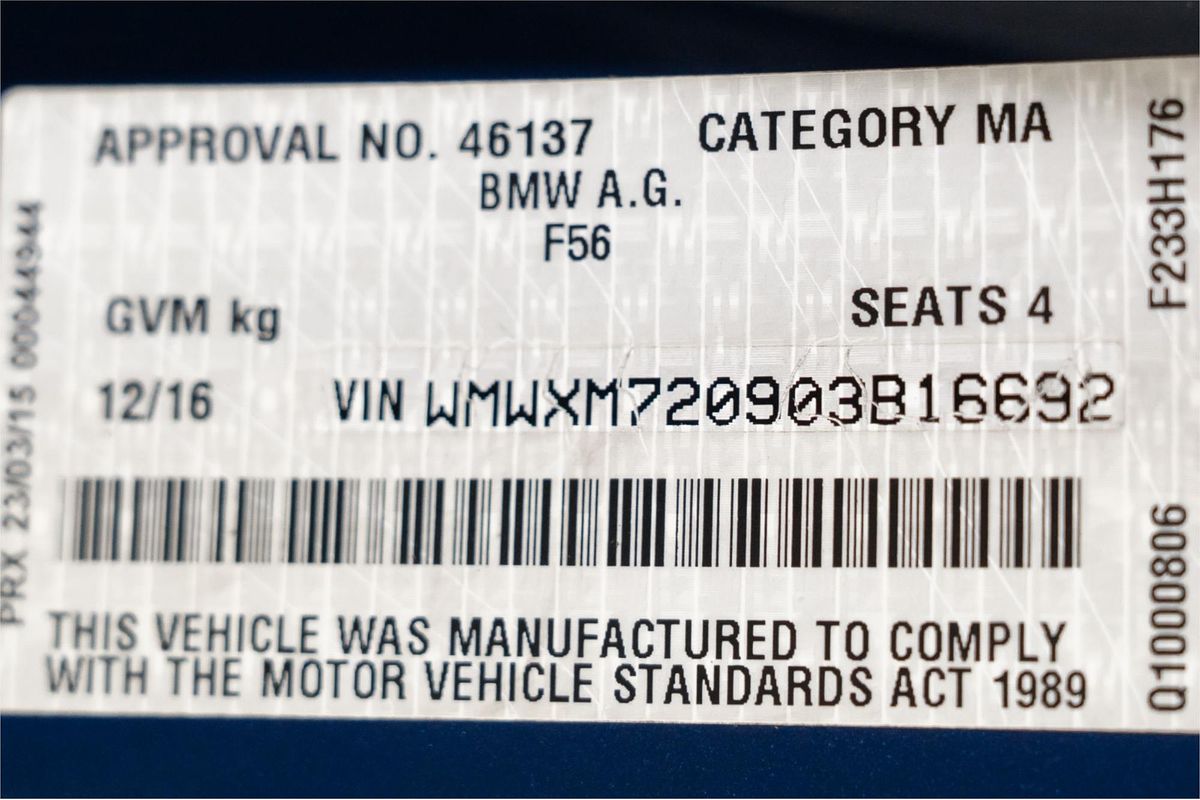 APPROVAL NO. 46137 CATEGORY MA
BMW A.G.
F56
GVM kg SEATS 4
12/16 VIN WMWXM720903B16692
THIS VEHICLE WAS MANUFACTURED TO COMPLY
WITH THE MOTOR VEHICLE STANDARDS ACT 1989
PRX 23/03/15 00044944
F233H176
Q1000806